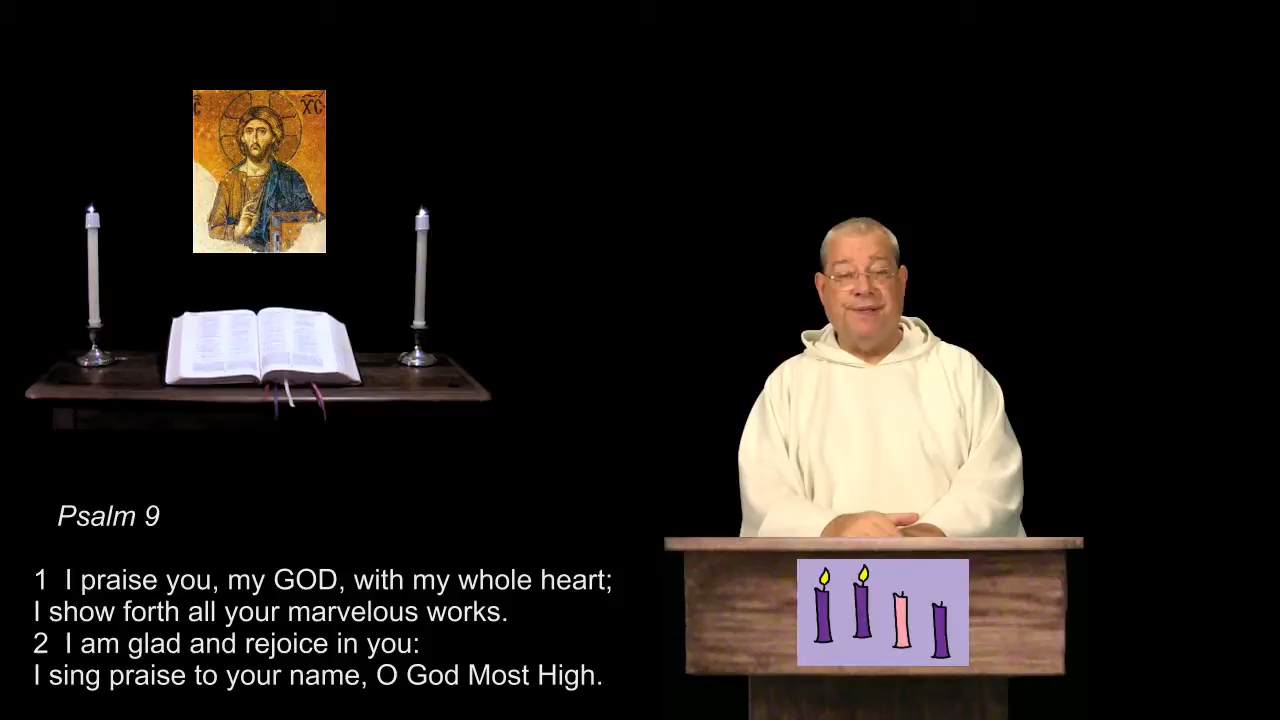 XC
Psalm 9
1 I praise you, my GOD, with my whole heart;
I show forth all your marvelous works.
2 I am glad and rejoice in you:
I sing praise to your name, O God Most High.